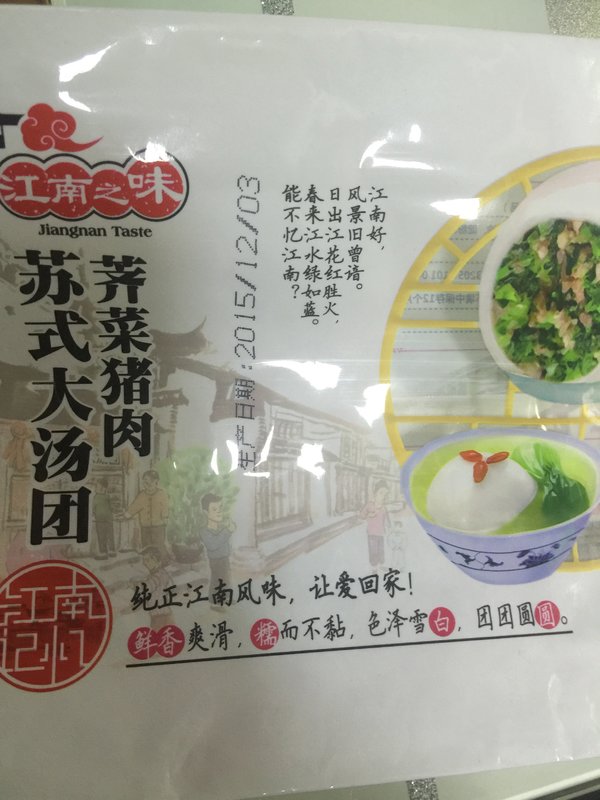 江南之味
Jiangnan Taste
荠菜猪肉
苏式大汤团
生产日期:2015/12/03
江南好，
风景旧曾谙。
日出江花红胜火，
春来江水绿如蓝。
能不忆江南？
纯正江南风味，让爱回家！
鲜香爽滑，糯而不黏，色泽雪白，团团圆圆。
江南